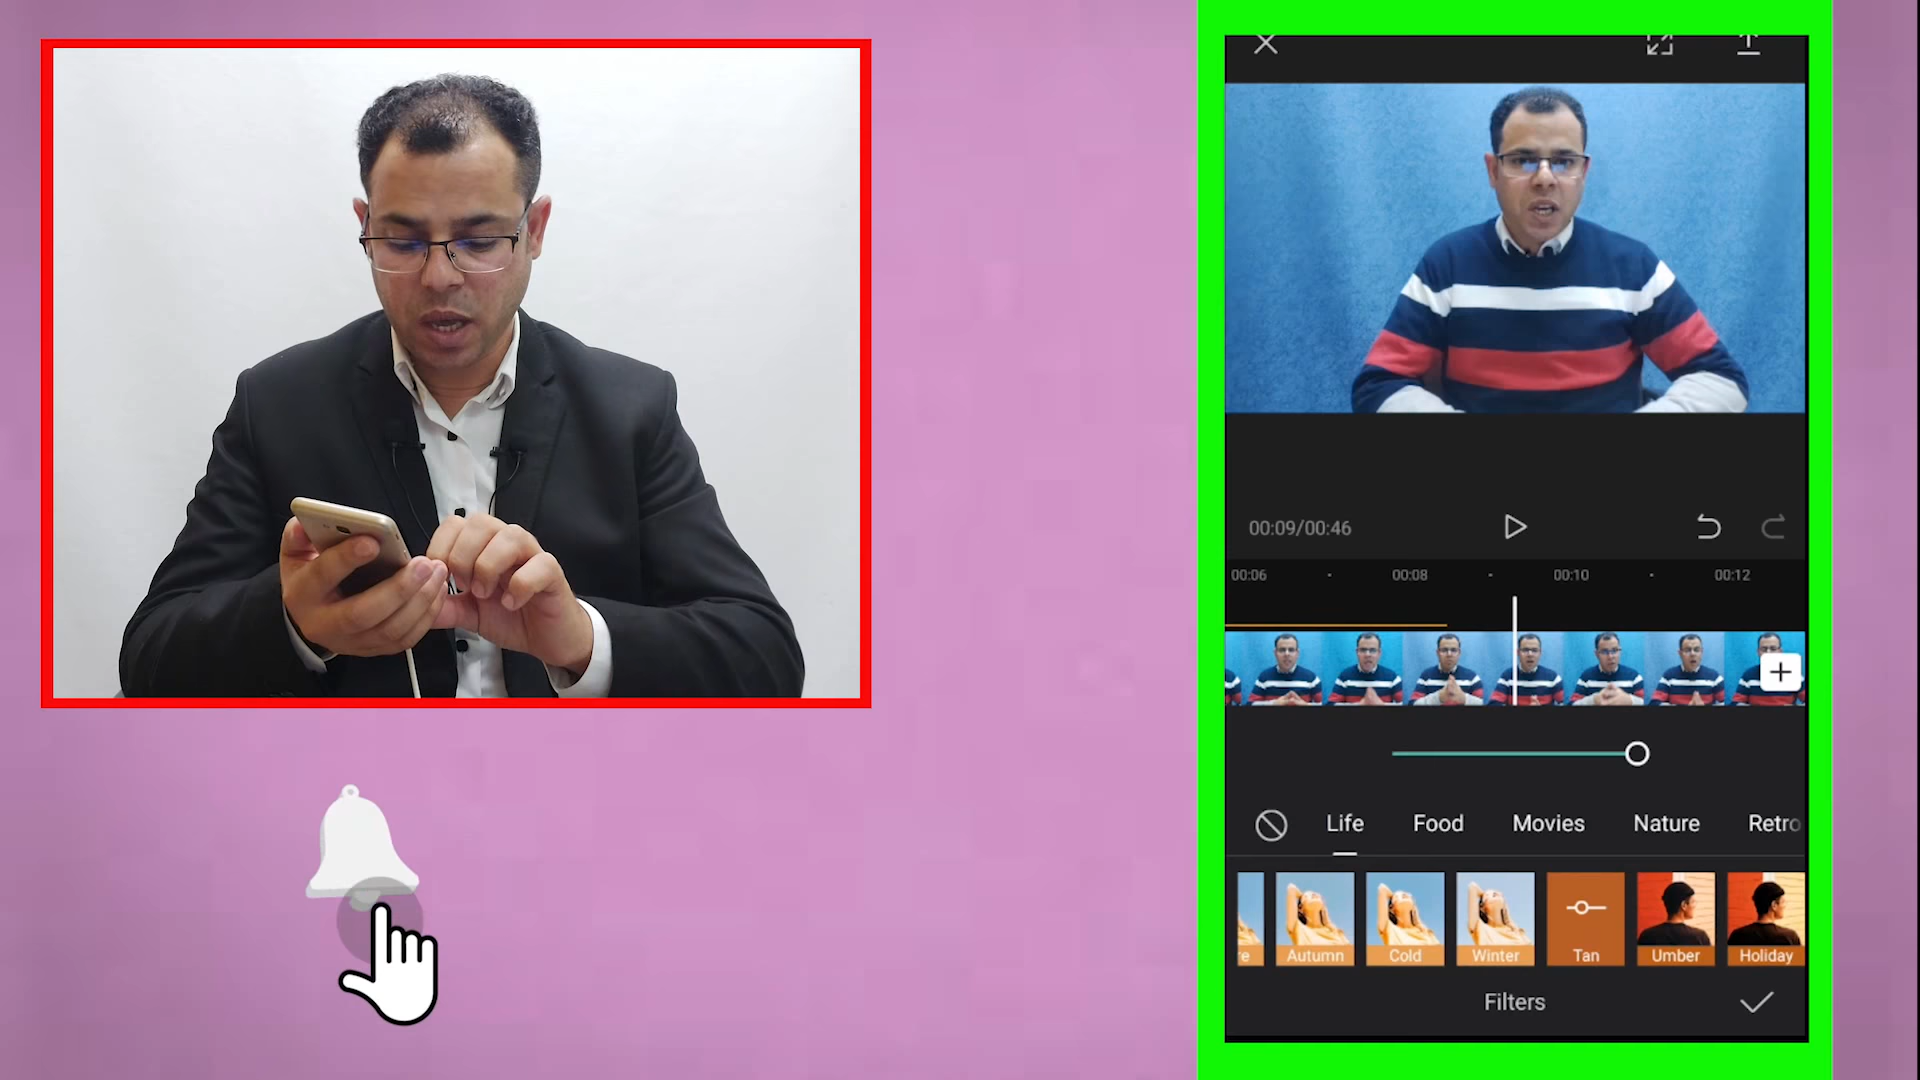 00:09/00:46
00:06 00:08 00:10 00:12
Life Food Movies Nature Retro
re Autumn Cold Winter Tan Umber Holiday
Filters